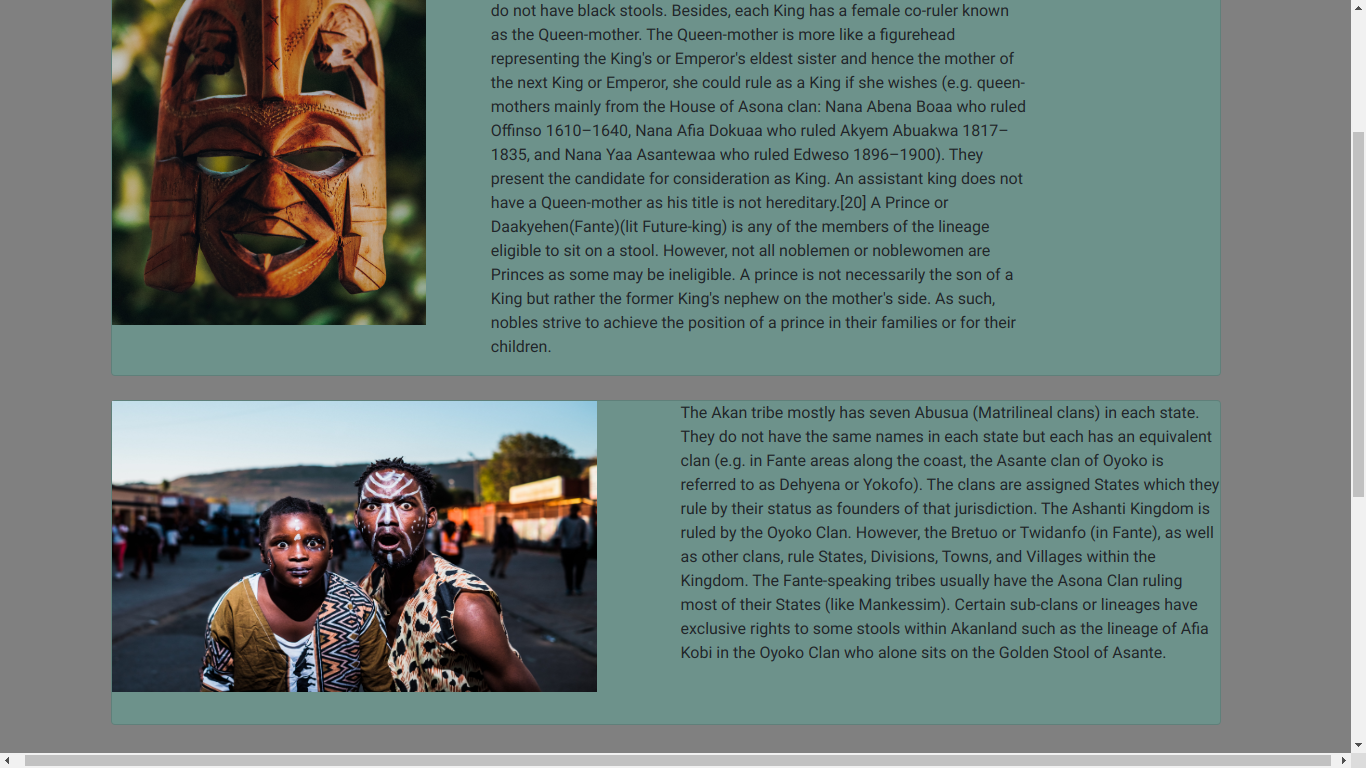 do not have black stools. Besides, each King has a female co-ruler known
as the Queen-mother. The Queen-mother is more like a figurehead
representing the King's or Emperor's eldest sister and hence the mother of
the next King or Emperor, she could rule as a King if she wishes (e.g. queen-
mothers mainly from the House of Asona clan: Nana Abena Boaa who ruled
Offinso 1610–1640, Nana Afia Dokuaa who ruled Akyem Abuakwa 1817–
1835, and Nana Yaa Asantewaa who ruled Edweso 1896–1900). They
present the candidate for consideration as King. An assistant king does not
have a Queen-mother as his title is not hereditary.[20] A Prince or
Daakyehen(Fante)(lit Future-king) is any of the members of the lineage
eligible to sit on a stool. However, not all noblemen or noblewomen are
Princes as some may be ineligible. A prince is not necessarily the son of a
King but rather the former King's nephew on the mother's side. As such,
nobles strive to achieve the position of a prince in their families or for their
children.
The Akan tribe mostly has seven Abusua (Matrilineal clans) in each state.
They do not have the same names in each state but each has an equivalent
clan (e.g. in Fante areas along the coast, the Asante clan of Oyoko is
referred to as Dehyena or Yokofo). The clans are assigned States which they
rule by their status as founders of that jurisdiction. The Ashanti Kingdom is
ruled by the Oyoko Clan. However, the Bretuo or Twidanfo (in Fante), as well
as other clans, rule States, Divisions, Towns, and Villages within the
Kingdom. The Fante-speaking tribes usually have the Asona Clan ruling
most of their States (like Mankessim). Certain sub-clans or lineages have
exclusive rights to some stools within Akanland such as the lineage of Afia
Kobi in the Oyoko Clan who alone sits on the Golden Stool of Asante.